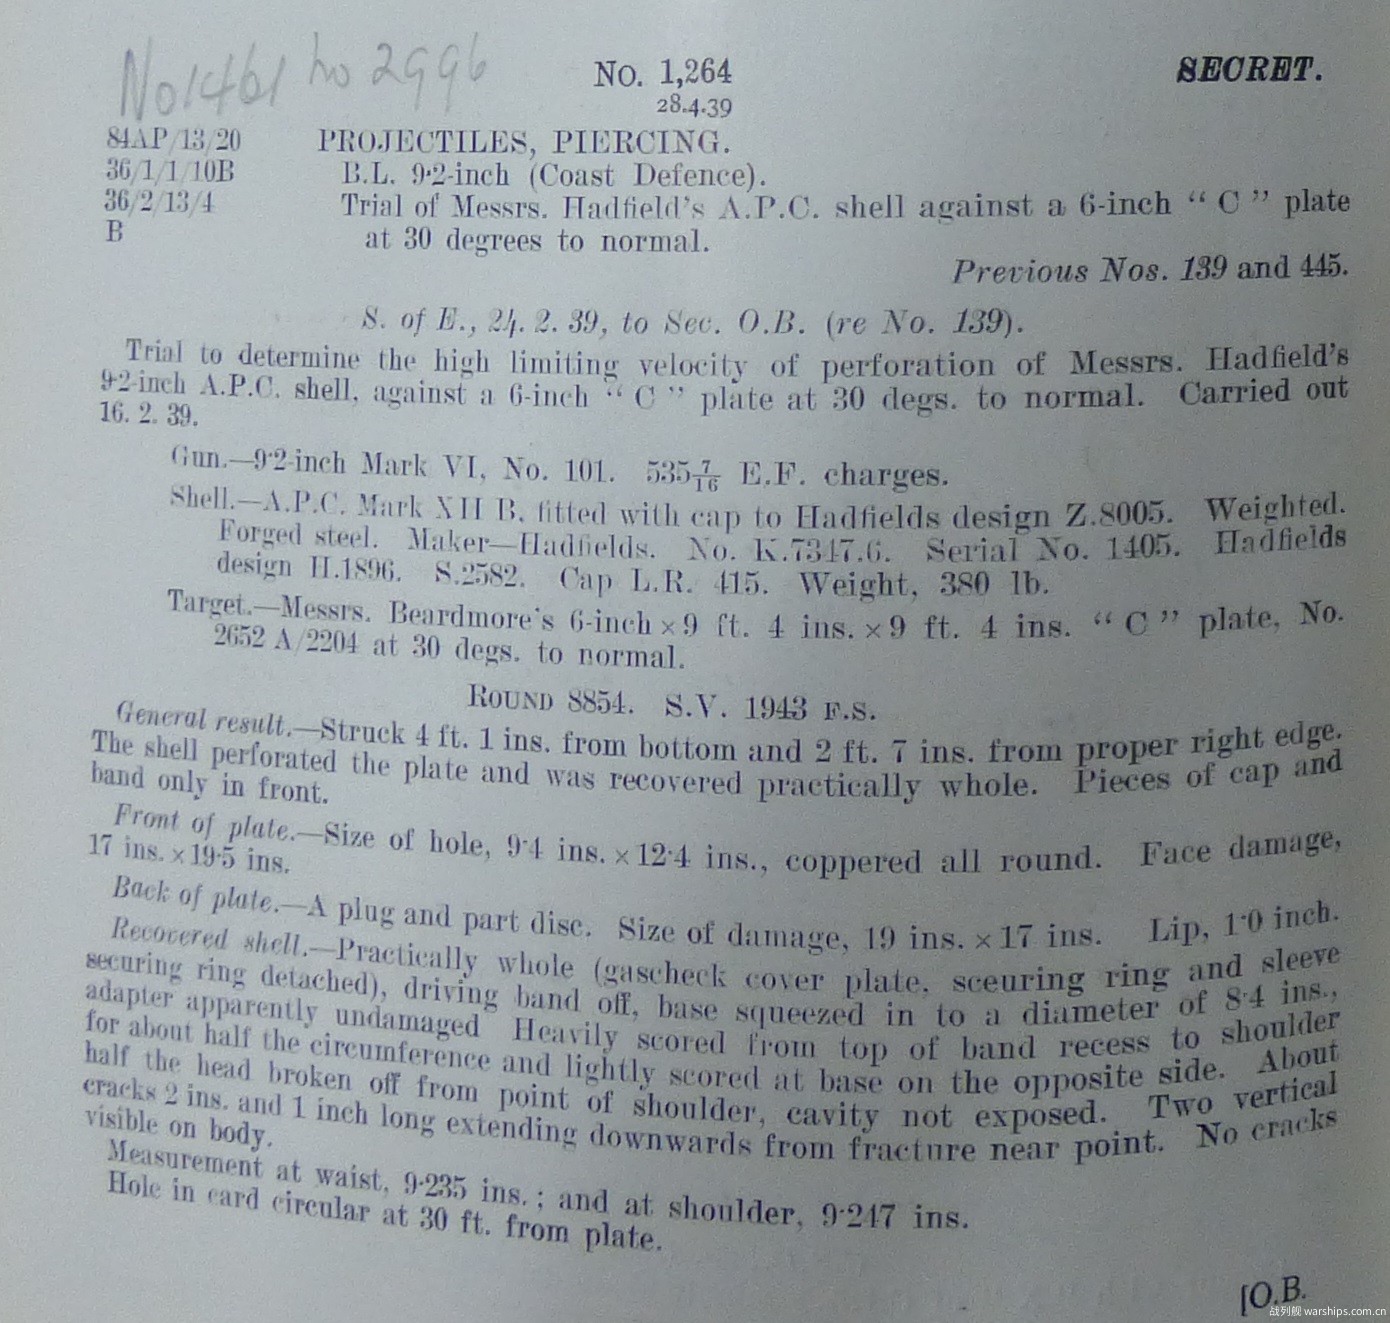 No 1461 no 2996
No. 1,264
SECRET.
28.4.39
84AP/13/20
PROJECTILES, PIERCING.
36/1/1/10B
B.L. 9·2-inch (Coast Defence).
36/2/13/4
Trial of Messrs. Hadfield's A.P.C. shell against a 6-inch "C" plate
B
at 30 degrees to normal.
Previous Nos. 139 and 445.
S. of E., 24. 2. 39, to Sec. O.B. (re No. 139).
Trial to determine the high limiting velocity of perforation of Messrs. Hadfield's
9·2-inch A.P.C. shell, against a 6-inch "C" plate at 30 degs. to normal. Carried out
16. 2. 39.
Gun.—9·2-inch Mark VI, No. 101. 535 7/16 E.F. charges.
Shell.—A.P.C. Mark XII B, fitted with cap to Hadfields design Z.8005. Weighted.
Forged steel. Maker—Hadfields. No. K.7347.6. Serial No. 1405. Hadfields
design H.1896. S.2582. Cap L.R. 415. Weight, 380 lb.
Target.—Messrs. Beardmore's 6-inch × 9 ft. 4 ins. × 9 ft. 4 ins. "C" plate, No.
2652 A/2204 at 30 degs. to normal.
ROUND 8854. S.V. 1943 F.S.
General result.—Struck 4 ft. 1 ins. from bottom and 2 ft. 7 ins. from proper right edge.
The shell perforated the plate and was recovered practically whole. Pieces of cap and
band only in front.
Front of plate.—Size of hole, 9·4 ins. × 12·4 ins., coppered all round. Face damage,
17 ins. × 19·5 ins.
Back of plate.—A plug and part disc. Size of damage, 19 ins. × 17 ins. Lip, 1·0 inch.
Recovered shell.—Practically whole (gascheck cover plate, sceuring ring and sleeve
securing ring detached), driving band off, base squeezed in to a diameter of 8·4 ins.,
adapter apparently undamaged Heavily scored from top of band recess to shoulder
for about half the circumference and lightly scored at base on the opposite side. About
half the head broken off from point of shoulder, cavity not exposed. Two vertical
cracks 2 ins. and 1 inch long extending downwards from fracture near point. No cracks
visible on body.
Measurement at waist, 9·235 ins.; and at shoulder, 9·247 ins.
Hole in card circular at 30 ft. from plate.
[O.B.
战列舰 warships.com.cn